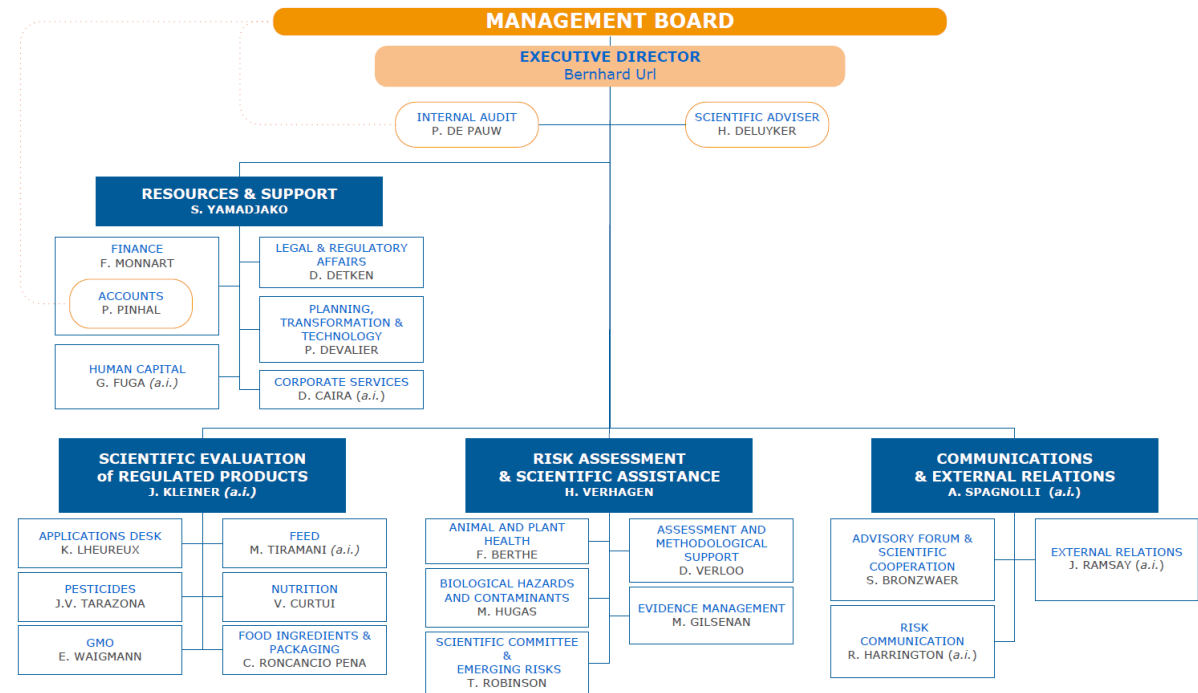 MANAGEMENT BOARD
EXECUTIVE DIRECTOR
Bernhard Url
INTERNAL AUDIT
P. DE PAUW
SCIENTIFIC ADVISER
H. DELUYKER
RESOURCES & SUPPORT
S. YAMADJAKO
FINANCE
F. MONNART
ACCOUNTS
P. PINHAL
LEGAL & REGULATORY
AFFAIRS
D. DETKEN
PLANNING,
TRANSFORMATION &
TECHNOLOGY
P. DEVALIER
HUMAN CAPITAL
G. FUGA (a.i.)
CORPORATE SERVICES
D. CAIRA (a.i.)
SCIENTIFIC EVALUATION
of REGULATED PRODUCTS
J. KLEINER (a.i.)
APPLICATIONS DESK
K. LHEUREUX
FEED
M. TIRAMANI (a.i.)
PESTICIDES
J.V. TARAZONA
NUTRITION
V. CURTUI
GMO
E. WAIGMANN
FOOD INGREDIENTS &
PACKAGING
C. RONCANCIO PENA
RISK ASSESSMENT
& SCIENTIFIC ASSISTANCE
H. VERHAGEN
ANIMAL AND PLANT
HEALTH
F. BERTHE
ASSESSMENT AND
METHODOLOGICAL
SUPPORT
D. VERLOO
BIOLOGICAL HAZARDS
AND CONTAMINANTS
M. HUGAS
EVIDENCE MANAGEMENT
M. GILSENAN
SCIENTIFIC COMMITTEE
&
EMERGING RISKS
T. ROBINSON
COMMUNICATIONS
& EXTERNAL RELATIONS
A. SPAGNOLLI (a.i.)
ADVISORY FORUM &
SCIENTIFIC
COOPERATION
S. BRONZWAER
EXTERNAL RELATIONS
J. RAMSAY (a.i.)
RISK
COMMUNICATION
R. HARRINGTON (a.i.)